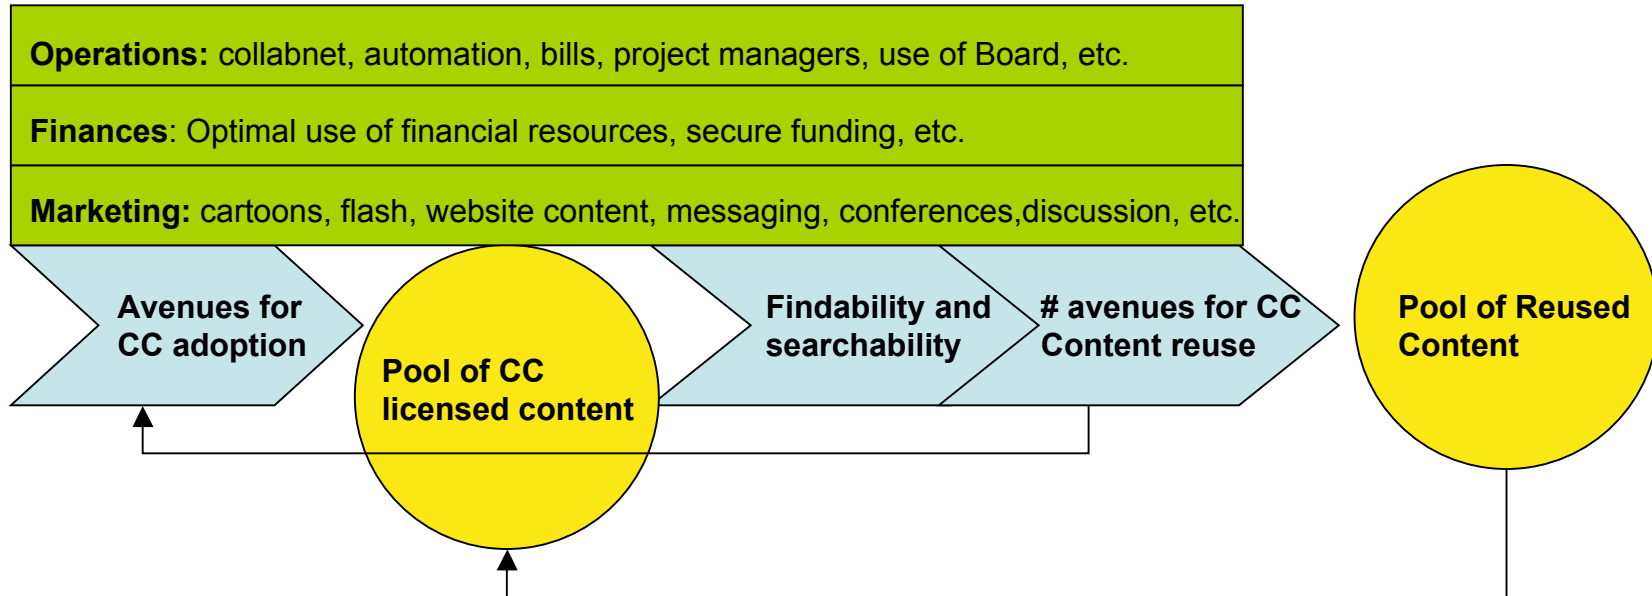 Operations: collabnet, automation, bills, project managers, use of Board, etc.
Finances: Optimal use of financial resources, secure funding, etc.
Marketing: cartoons, flash, website content, messaging, conferences,discussion, etc.
Avenues for
CC adoption
Pool of CC
licensed content
Findability and
searchability
# avenues for CC
Content reuse
Pool of Reused
Content